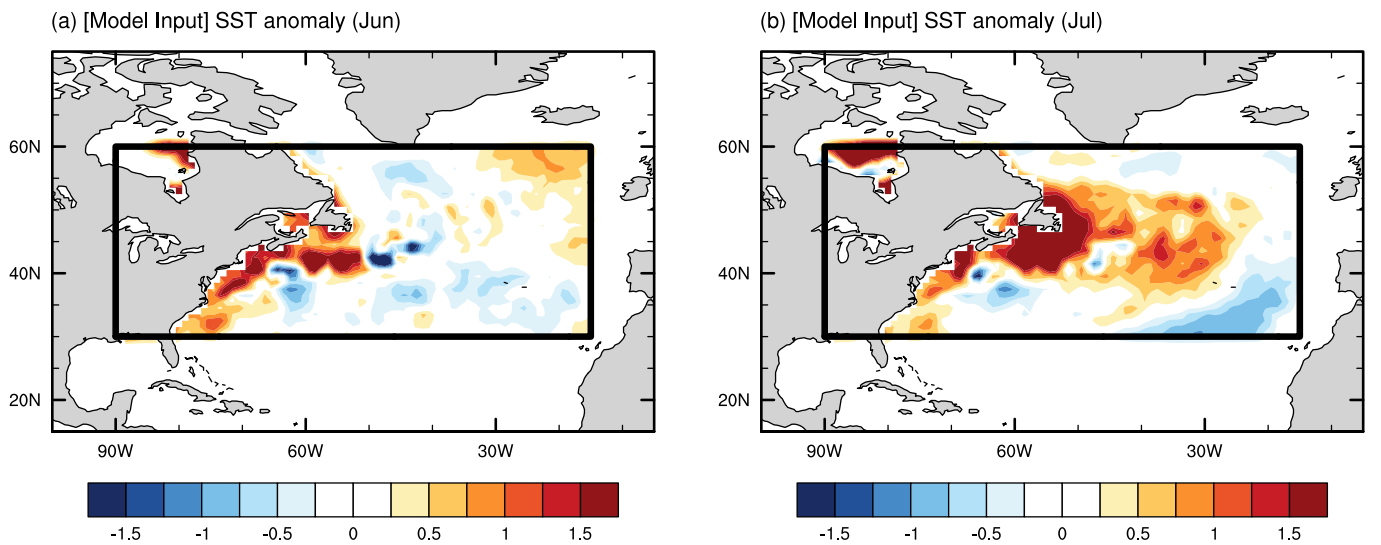 (a) [Model Input] SST anomaly (Jun)
60N
40N
20N
90W 60W 30W
-1.5 -1 -0.5 0 0.5 1 1.5
(b) [Model Input] SST anomaly (Jul)
60N
40N
20N
90W 60W 30W
-1.5 -1 -0.5 0 0.5 1 1.5